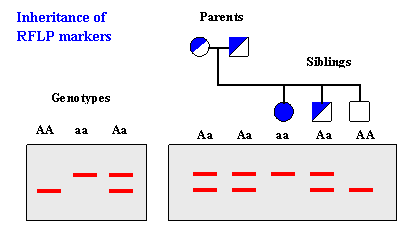 Inheritance of
RFLP markers
Parents
Siblings
Genotypes
AA aa Aa
Aa Aa aa Aa AA